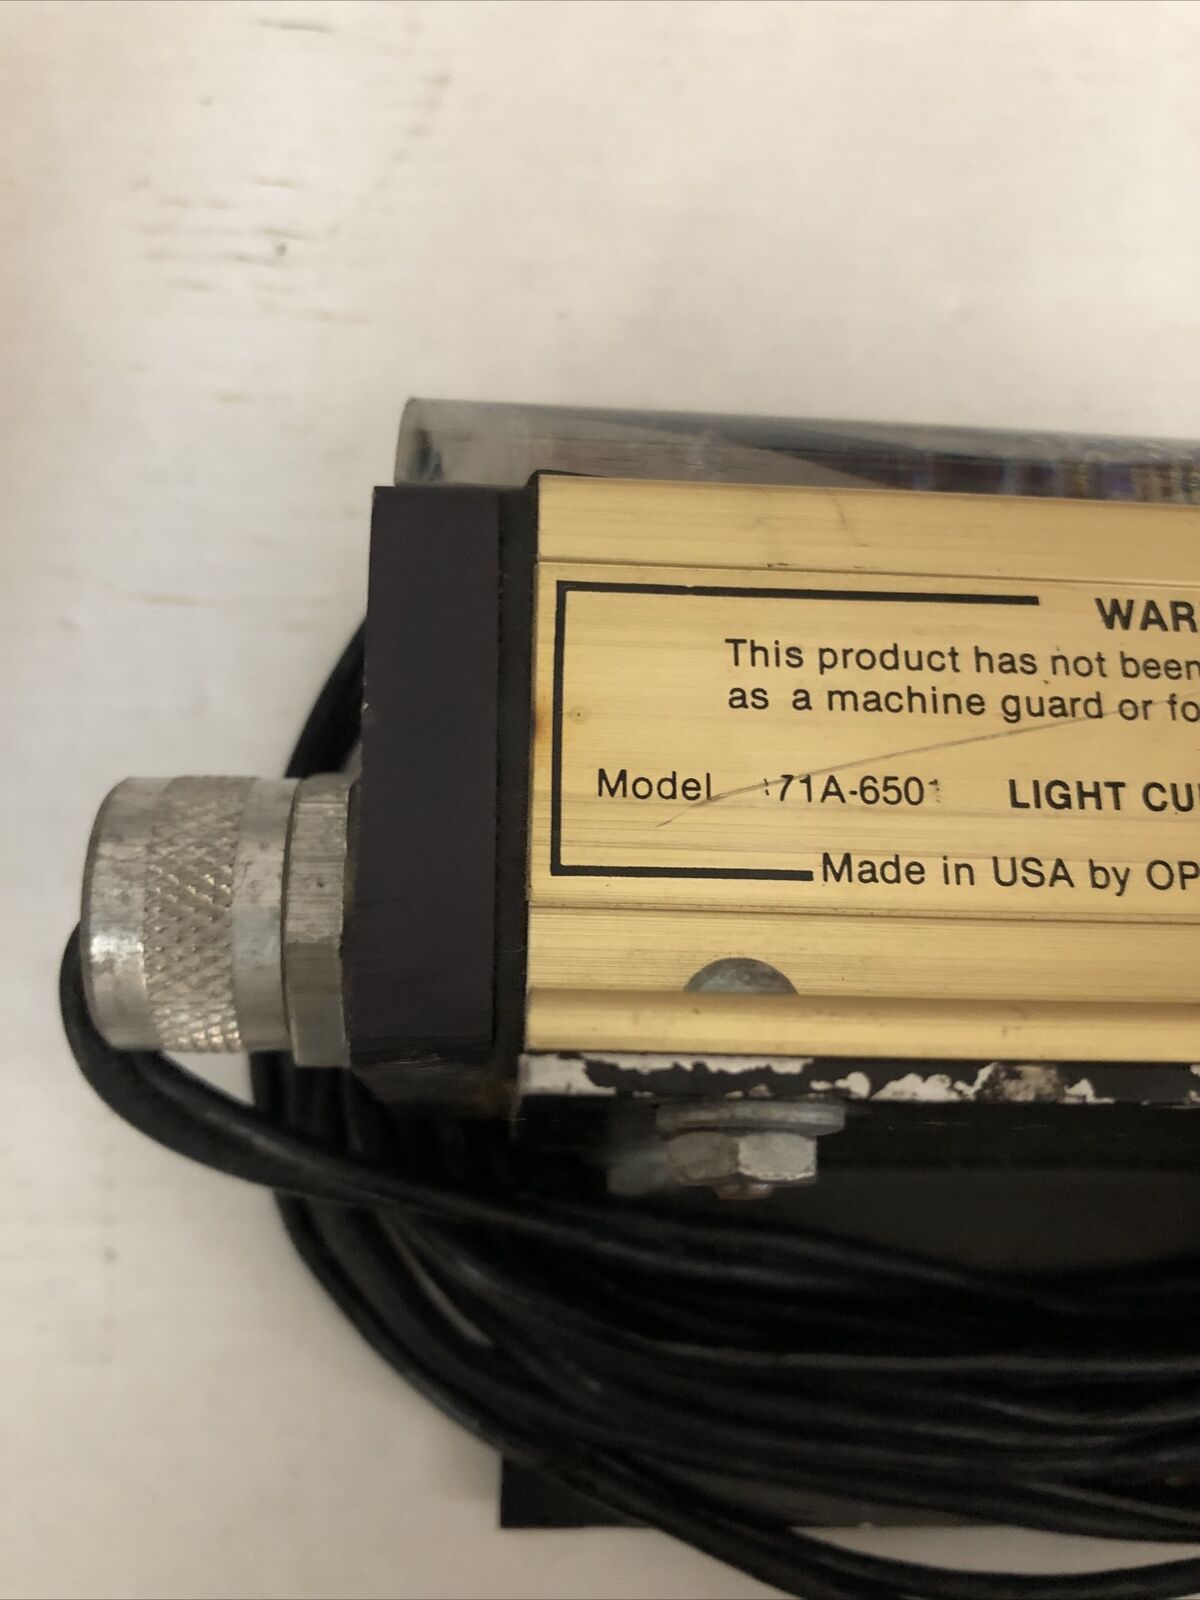 WAR
This product has not been
as a machine guard or fo
Model 171A-6501 LIGHT CU
Made in USA by OP